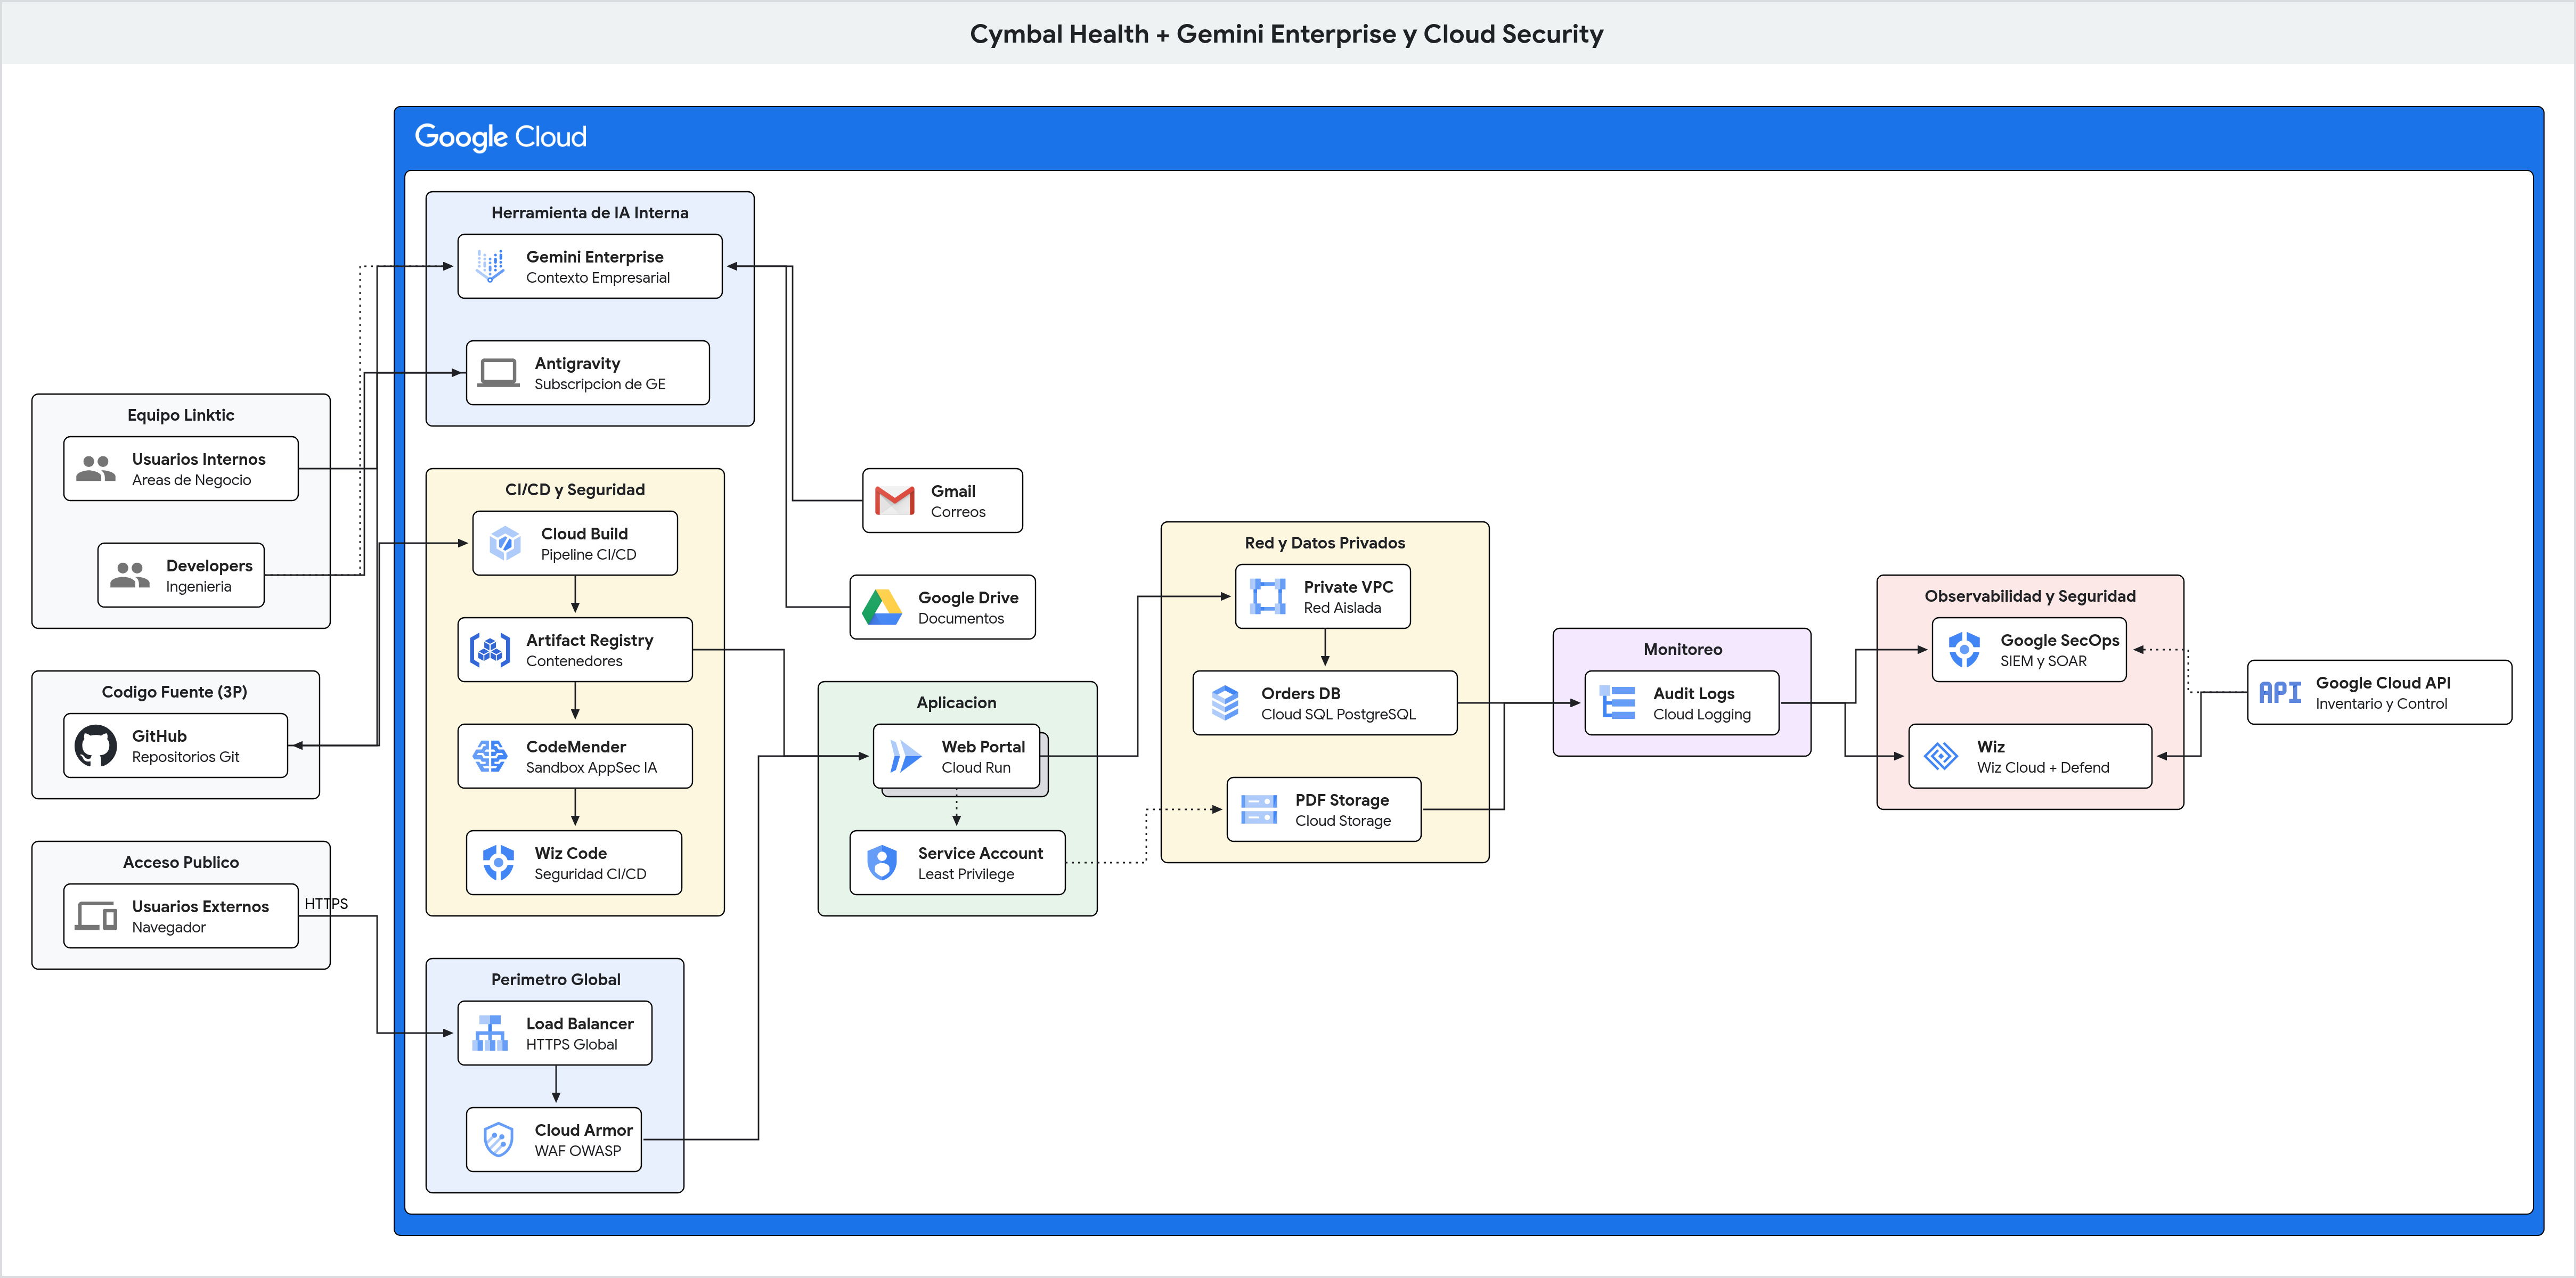 Cymbal Health + Gemini Enterprise y Cloud Security
Google Cloud
Herramienta de IA Interna
Gemini Enterprise
Contexto Empresarial
Antigravity
Subscripcion de GE
Equipo Linktic
Usuarios Internos
Areas de Negocio
Developers
Ingenieria
Codigo Fuente (3P)
GitHub
Repositorios Git
Acceso Publico
Usuarios Externos
Navegador
HTTPS
CI/CD y Seguridad
Cloud Build
Pipeline CI/CD
Artifact Registry
Contenedores
CodeMender
Sandbox AppSec IA
Wiz Code
Seguridad CI/CD
Perimetro Global
Load Balancer
HTTPS Global
Cloud Armor
WAF OWASP
Gmail
Correos
Google Drive
Documentos
Aplicacion
Web Portal
Cloud Run
Service Account
Least Privilege
Red y Datos Privados
Private VPC
Red Aislada
Orders DB
Cloud SQL PostgreSQL
PDF Storage
Cloud Storage
Monitoreo
Audit Logs
Cloud Logging
Observabilidad y Seguridad
Google SecOps
SIEM y SOAR
Wiz
Wiz Cloud + Defend
API
Google Cloud API
Inventario y Control